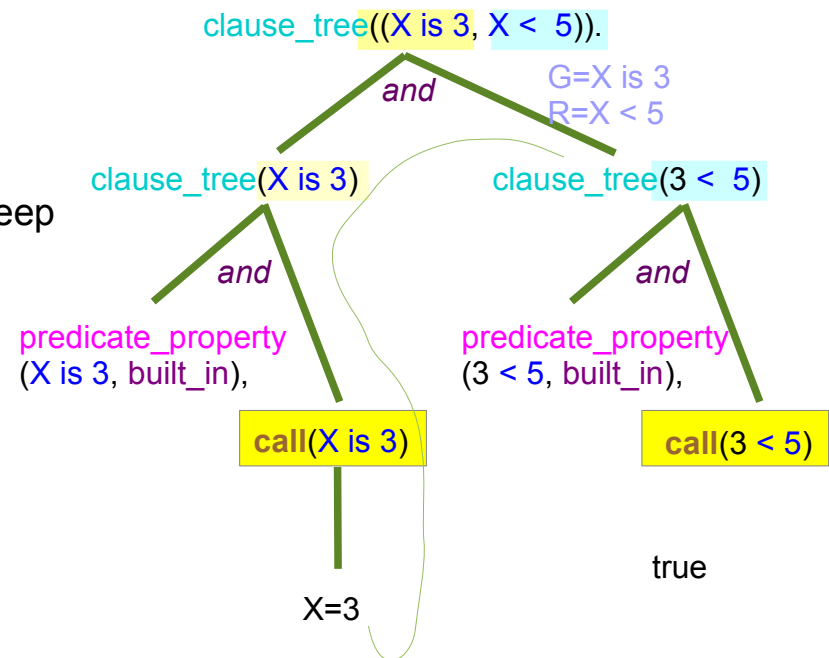 clause_tree((X is 3, X < 5)).
and
G=X is 3
R=X < 5
clause_tree(X is 3)
clause_tree(3 < 5)
eep
and
and
predicate_property
(X is 3, built_in),
predicate_property
(3 < 5, built_in),
call(X is 3)
call(3 < 5)
true
X=3